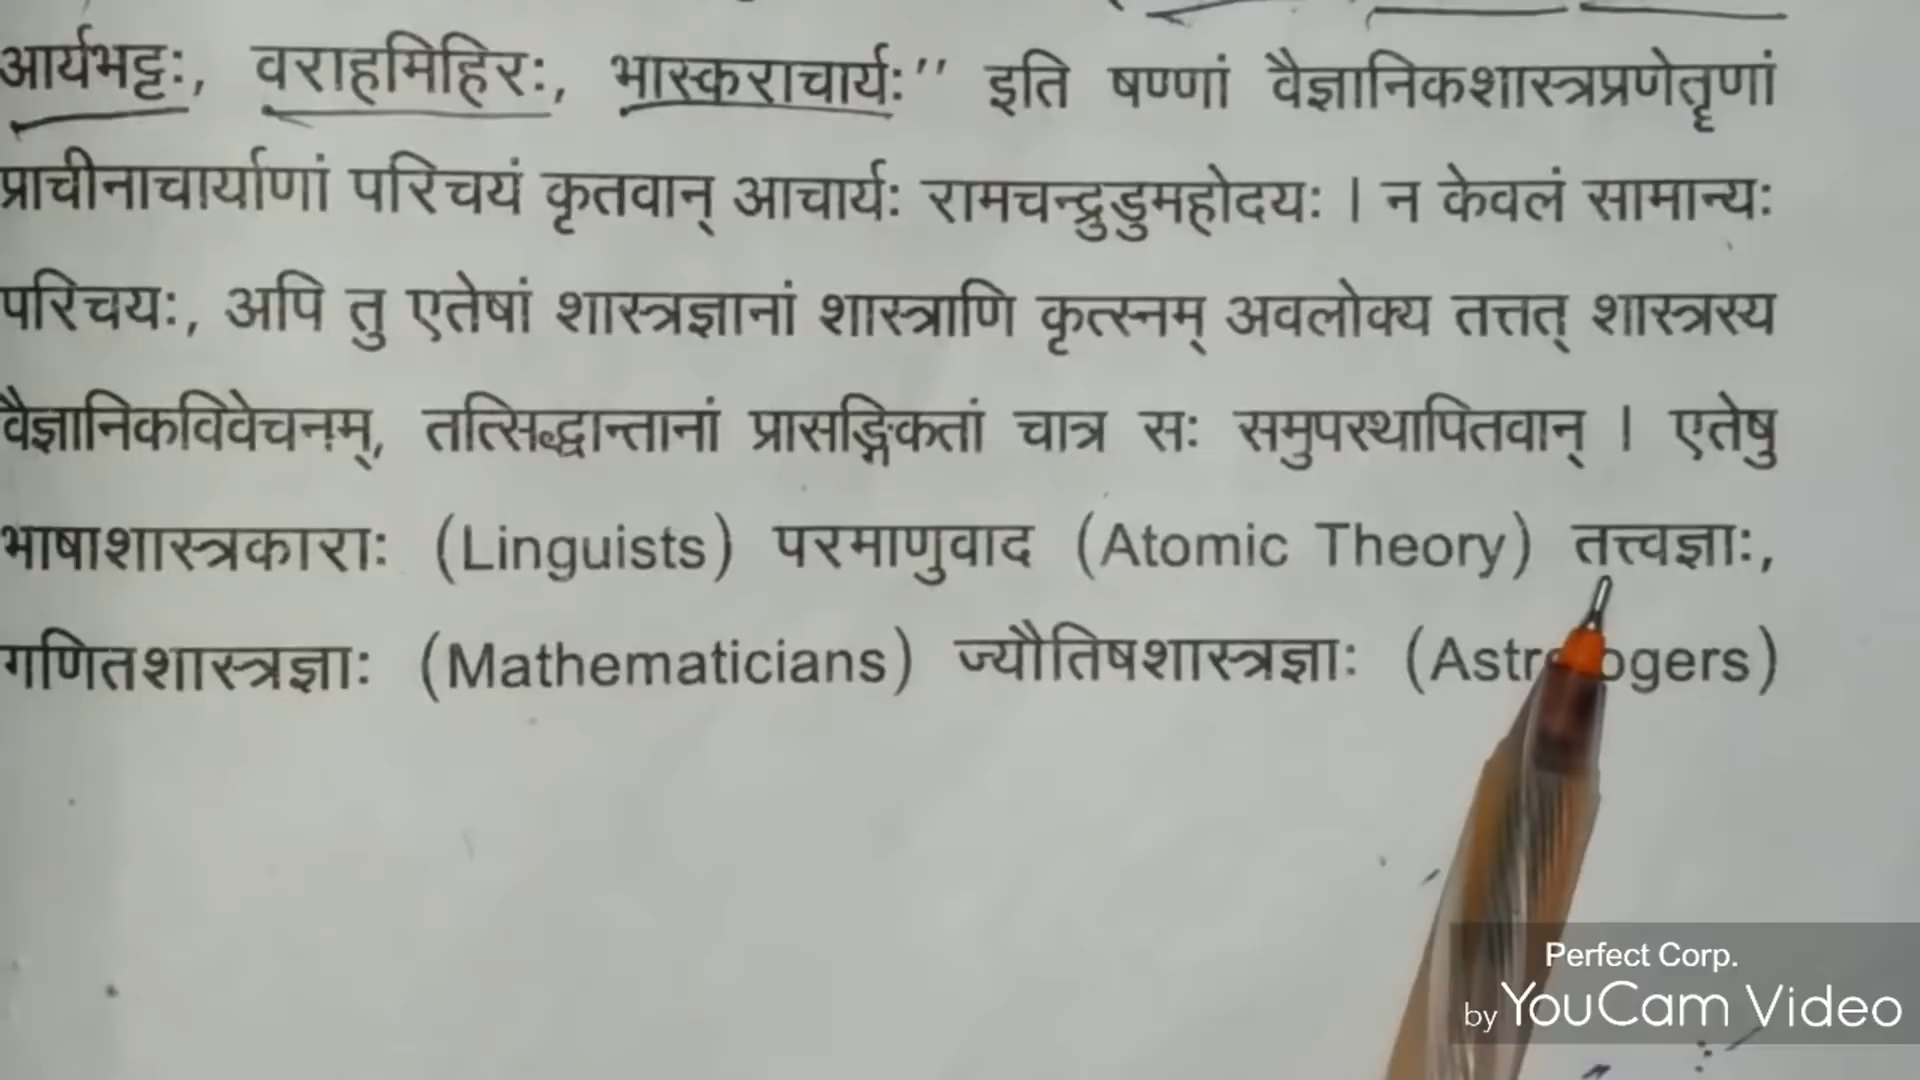 आर्यभट्टः, वराहमिहिरः, भास्कराचार्यः’’ इति षण्णां वैज्ञानिकशास्त्रप्रणेतॄणां
प्राचीनाचार्याणां परिचयं कृतवान् आचार्यः रामचन्द्रुडुमहोदयः । न केवलं सामान्यः
परिचयः, अपि तु एतेषां शास्त्रज्ञानां शास्त्राणि कृत्स्नम् अवलोक्य तत्तत् शास्त्रस्य
वैज्ञानिकविवेचनम्, तत्सिद्धान्तानां प्रासङ्गिकतां चात्र सः समुपस्थापितवान् । एतेषु
भाषाशास्त्रकाराः (Linguists) परमाणुवाद (Atomic Theory) तत्त्वज्ञाः,
गणितशास्त्रज्ञाः (Mathematicians) ज्यौतिषशास्त्रज्ञाः
Perfect Corp.
by YouCam Video